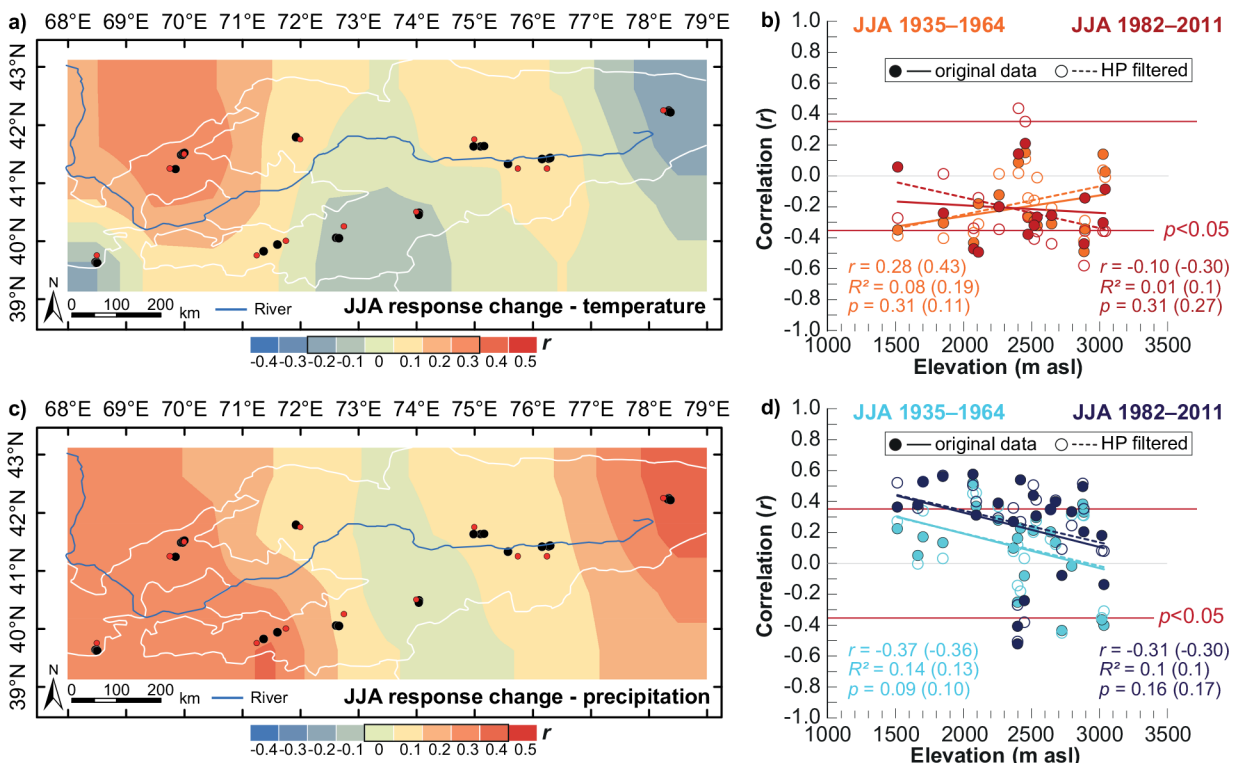 a)
68°E 69°E 70°E 71°E 72°E 73°E 74°E 75°E 76°E 77°E 78°E 79°E
43°N
42°N
41°N
40°N
39°N
N
0 100 200
km
River
JJA response change - temperature
-0.4 -0.3 -0.2 -0.1 0 0.1 0.2 0.3 0.4 0.5 r
b)
JJA 1935–1964 JJA 1982–2011
original data HP filtered
1.0
0.8
0.6
0.4
0.2
0.0
-0.2
-0.4
-0.6
-0.8
-1.0
Correlation (r)
p<0.05
r = 0.28 (0.43)
R² = 0.08 (0.19)
p = 0.31 (0.11)
r = -0.10 (-0.30)
R² = 0.01 (0.1)
p = 0.31 (0.27)
1000 1500 2000 2500 3000 3500
Elevation (m asl)
c)
68°E 69°E 70°E 71°E 72°E 73°E 74°E 75°E 76°E 77°E 78°E 79°E
43°N
42°N
41°N
40°N
39°N
N
0 100 200
km
River
JJA response change - precipitation
-0.4 -0.3 -0.2 -0.1 0 0.1 0.2 0.3 0.4 0.5 r
d)
JJA 1935–1964 JJA 1982–2011
original data HP filtered
1.0
0.8
0.6
0.4
0.2
0.0
-0.2
-0.4
-0.6
-0.8
-1.0
Correlation (r)
p<0.05
r = -0.37 (-0.36)
R² = 0.14 (0.13)
p = 0.09 (0.10)
r = -0.31 (-0.30)
R² = 0.1 (0.1)
p = 0.16 (0.17)
1000 1500 2000 2500 3000 3500
Elevation (m asl)